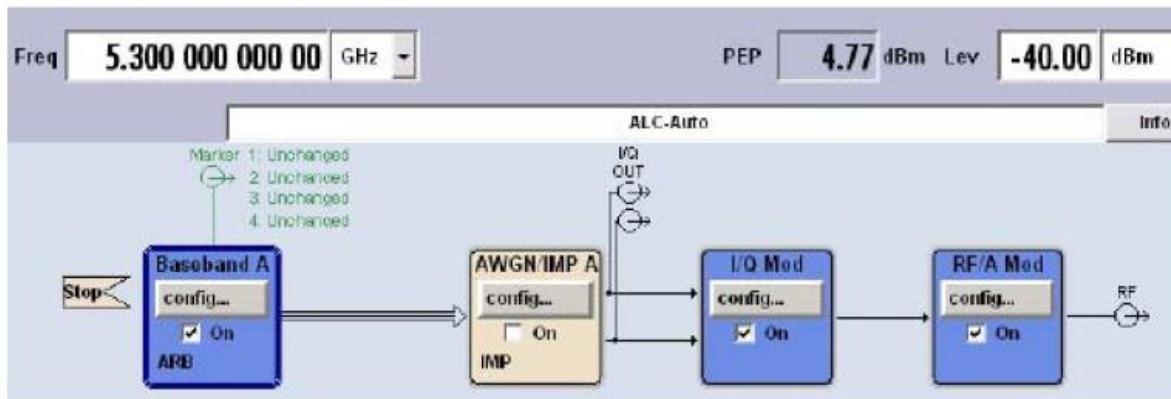 Freq 5.300 000 000 00 GHz PEP 4.77 dBm Lev -40.00 dBm
ALC-Auto Info
Marker 1: Unchanged
2: Unchanged
3: Unchanged
4: Unchanged
I/Q
OUT
Baseband A AWGN/IMP A I/Q Mod RF/A Mod
Stop config... config... config... config... RF
On On On On
ARB IMP